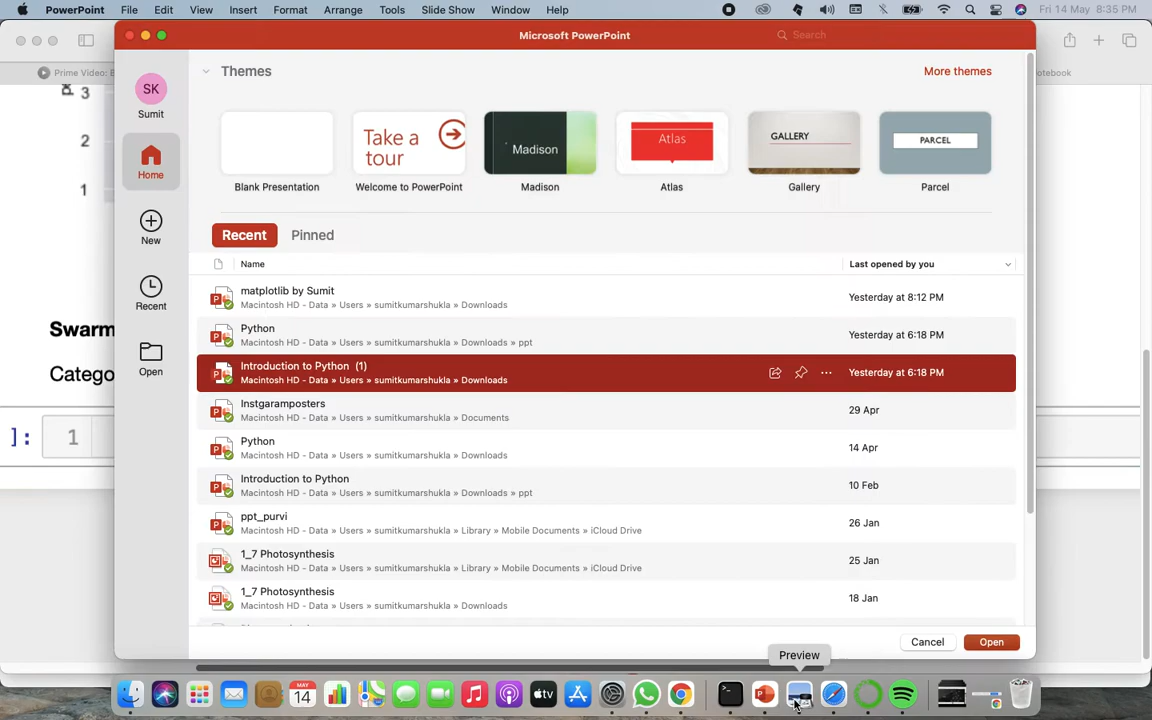 PowerPoint File Edit View Insert Format Arrange Tools Slide Show Window Help Fri 14 May 8:35 PM
Microsoft PowerPoint
Search
Prime Video: B
otebook
3
2
1
Swarm
Catego
]: 1
SK
Sumit
Home
New
Recent
Open
Themes
More themes
Take a tour
Madison
Atlas
GALLERY
PARCEL
Blank Presentation
Welcome to PowerPoint
Madison
Atlas
Gallery
Parcel
Recent Pinned
Name Last opened by you
matplotlib by Sumit
Macintosh HD - Data » Users » sumitkumarshukla » Downloads
Yesterday at 8:12 PM
Python
Macintosh HD - Data » Users » sumitkumarshukla » Downloads » ppt
Yesterday at 6:18 PM
Introduction to Python (1)
Macintosh HD - Data » Users » sumitkumarshukla » Downloads
Yesterday at 6:18 PM
Instgaramposters
Macintosh HD - Data » Users » sumitkumarshukla » Documents
29 Apr
Python
Macintosh HD - Data » Users » sumitkumarshukla » Downloads
14 Apr
Introduction to Python
Macintosh HD - Data » Users » sumitkumarshukla » Downloads » ppt
10 Feb
ppt_purvi
Macintosh HD - Data » Users » sumitkumarshukla » Library » Mobile Documents » iCloud Drive
26 Jan
1_7 Photosynthesis
Macintosh HD - Data » Users » sumitkumarshukla » Library » Mobile Documents » iCloud Drive
25 Jan
1_7 Photosynthesis
Macintosh HD - Data » Users » sumitkumarshukla » Downloads
18 Jan
Cancel Open
Preview
MAY
14
tv